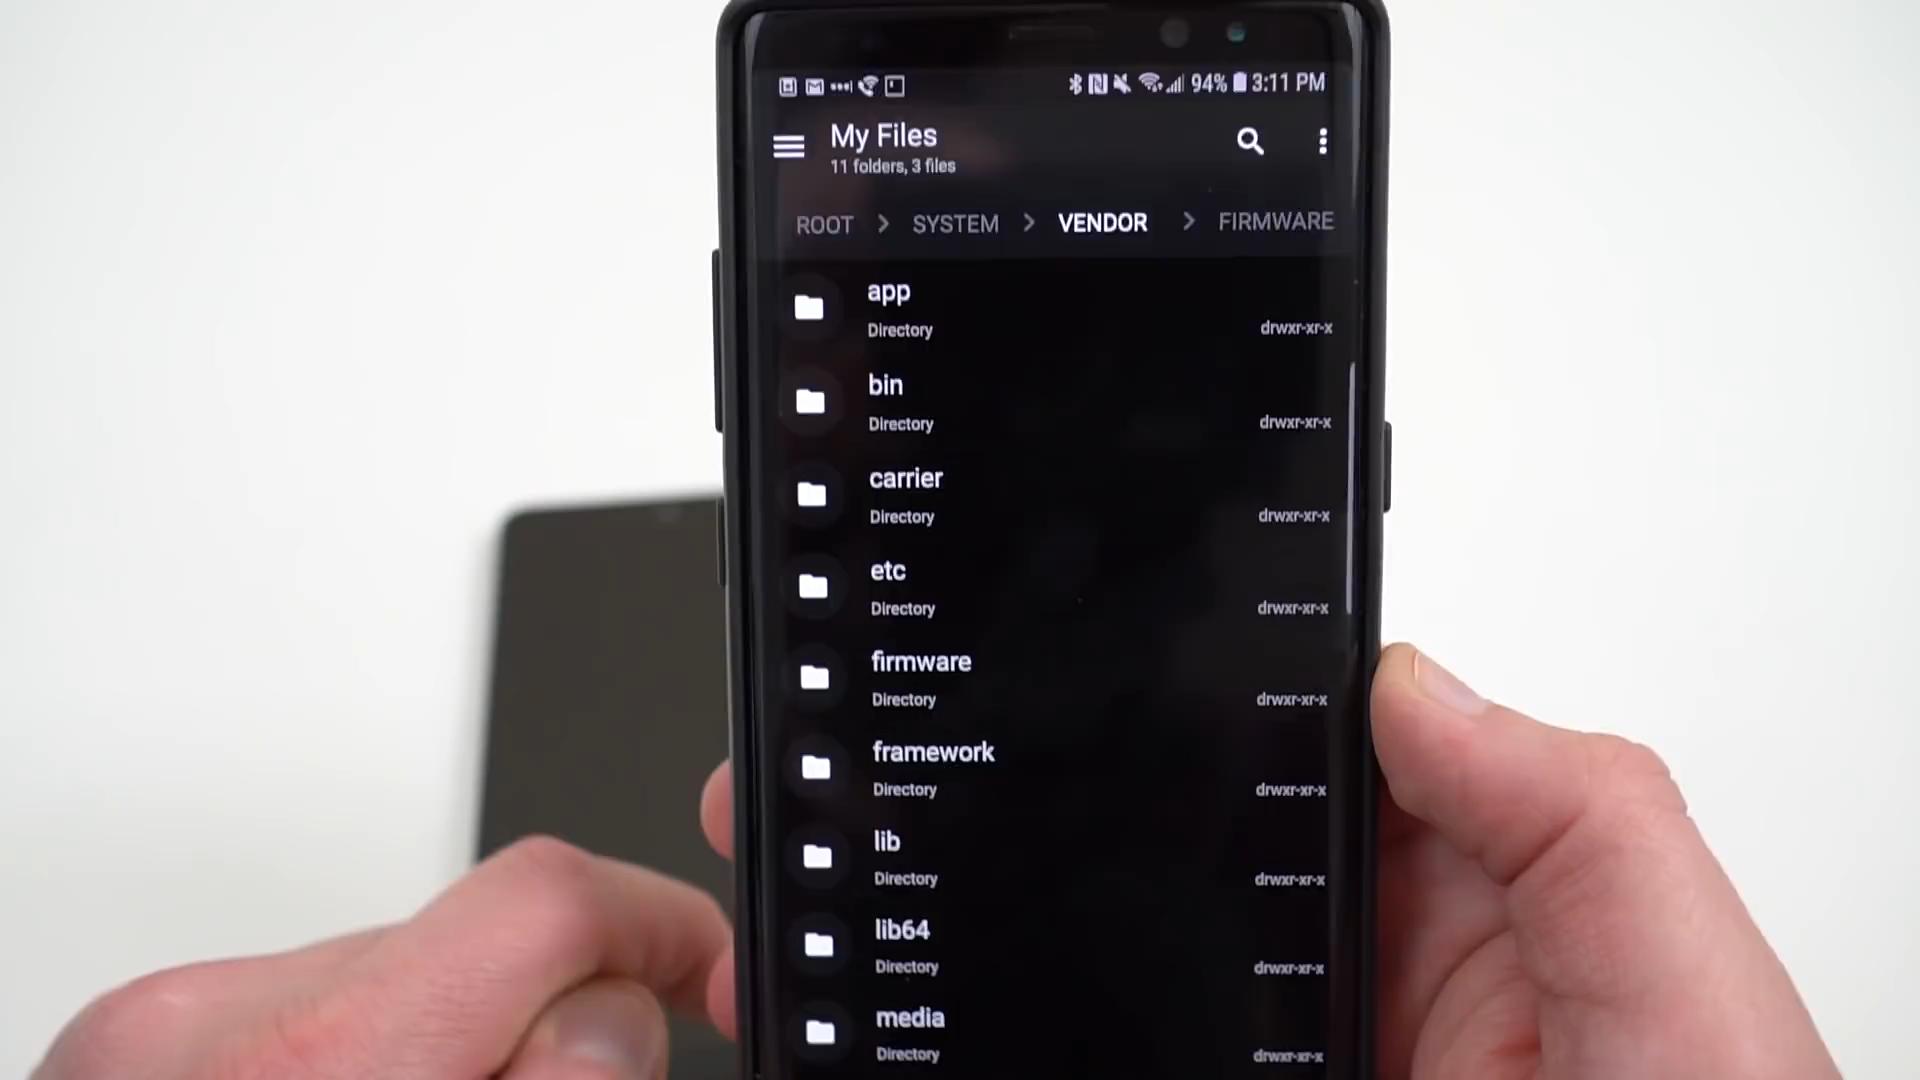 94% 3:11 PM
My Files
11 folders, 3 files
ROOT > SYSTEM > VENDOR > FIRMWARE
app
Directory drwxr-xr-x
bin
Directory drwxr-xr-x
carrier
Directory drwxr-xr-x
etc
Directory drwxr-xr-x
firmware
Directory drwxr-xr-x
framework
Directory drwxr-xr-x
lib
Directory drwxr-xr-x
lib64
Directory drwxr-xr-x
media
Directory drwxr-xr-x